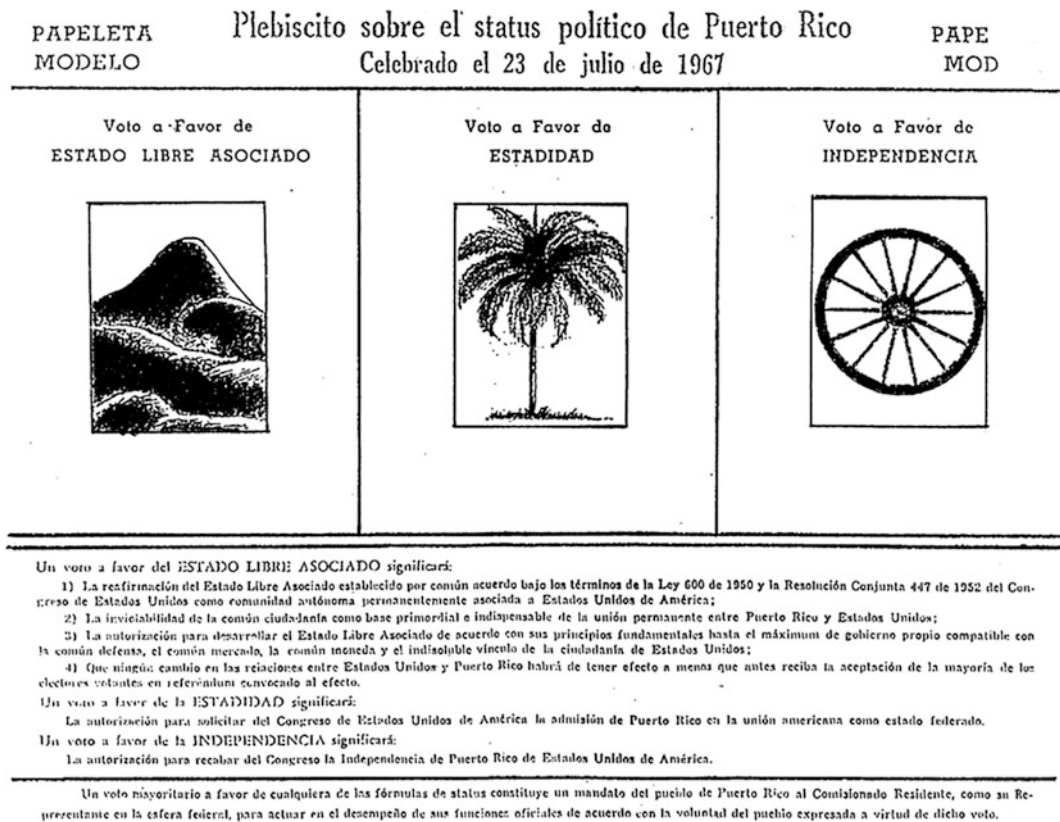 PAPELETA
MODELO
Plebiscito sobre el status político de Puerto Rico
Celebrado el 23 de julio de 1967
PAPE
MOD
Voto a Favor de
ESTADO LIBRE ASOCIADO
Voto a Favor de
ESTADIDAD
Voto a Favor de
INDEPENDENCIA
Un voto a favor del ESTADO LIBRE ASOCIADO significará:
1) La reafirmación del Estado Libre Asociado establecido por común acuerdo bajo los términos de la Ley 600 de 1950 y la Resolución Conjunta 447 de 1952 del Con-
greso de Estados Unidos como comunidad autónoma permanentemente asociada a Estados Unidos de América;
2) La inviolabilidad de la común ciudadanía como base primordial e indispensable de la unión permanente entre Puerto Rico y Estados Unidos;
3) La autorización para desarrollar el Estado Libre Asociado de acuerdo con sus principios fundamentales hasta el máximum de gobierno propio compatible con
la común defensa, el común mercado, la común moneda y el indisoluble vínculo de la ciudadanía de Estados Unidos;
4) Que ningún cambio en las relaciones entre Estados Unidos y Puerto Rico habrá de tener efecto a menos que antes reciba la aceptación de la mayoría de los
electores votantes en referéndum convocado al efecto.
Un voto a favor de la ESTADIDAD significará:
La autorización para solicitar del Congreso de Estados Unidos de América la admisión de Puerto Rico en la unión americana como estado federado.
Un voto a favor de la INDEPENDENCIA significará:
La autorización para recabar del Congreso la Independencia de Puerto Rico de Estados Unidos de América.
Un voto mayoritario a favor de cualquiera de las fórmulas de status constituye un mandato del pueblo de Puerto Rico al Comisionado Residente, como su Re-
presentante en la esfera federal, para actuar en el desempeño de sus funciones oficiales de acuerdo con la voluntad del pueblo expresada a virtud de dicho voto.